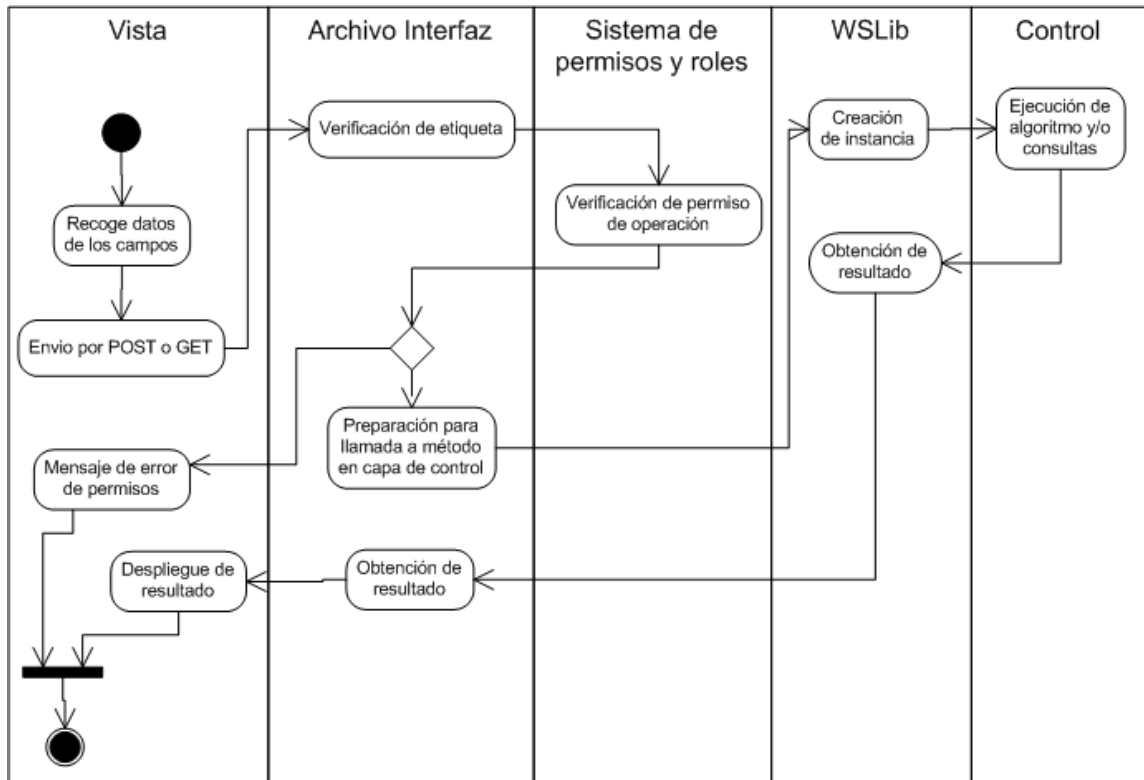 Vista
Archivo Interfaz
Sistema de
permisos y roles
WSLib
Control
Verificación de etiqueta
Creación
de instancia
Ejecución de
algoritmo y/o
consultas
Recoge datos
de los campos
Verificación de permiso
de operación
Obtención de
resultado
Envio por POST o GET
Preparación para
llamada a método
en capa de control
Mensaje de error
de permisos
Despliegue de
resultado
Obtención de
resultado